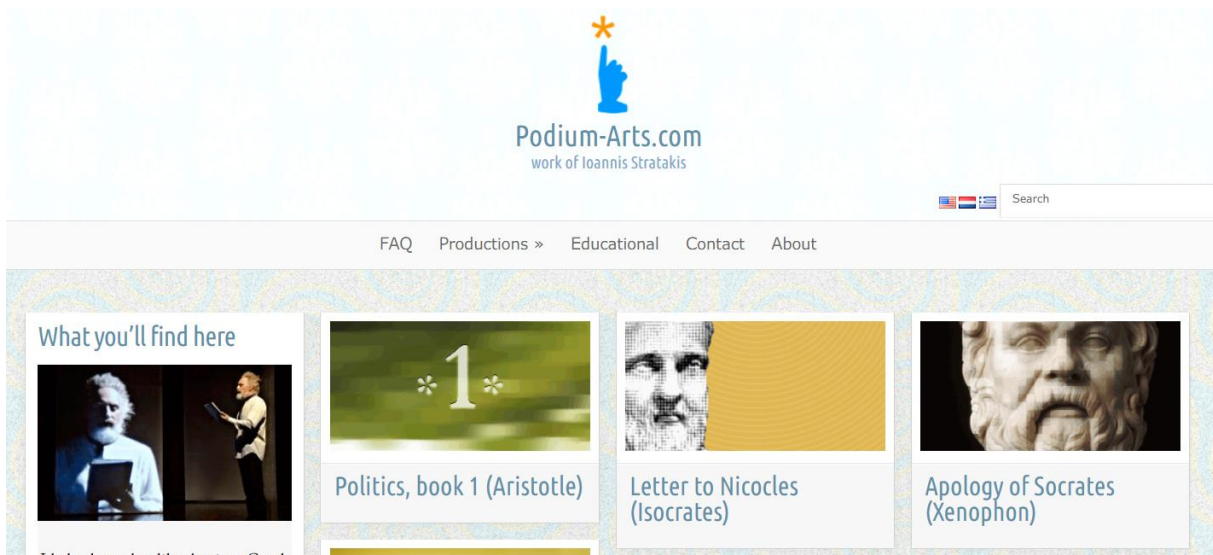 *
Podium-Arts.com
work of Ioannis Stratakis
Search
FAQ Productions » Educational Contact About
What you'll find here
*1*
Politics, book 1 (Aristotle)
Letter to Nicocles
(Isocrates)
Apology of Socrates
(Xenophon)